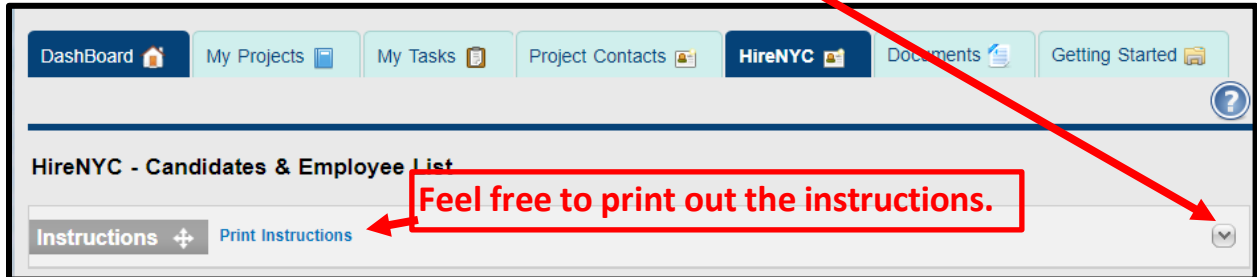 DashBoard My Projects My Tasks Project Contacts HireNYC Documents Getting Started
?
HireNYC - Candidates & Employee List
Feel free to print out the instructions.
Instructions Print Instructions